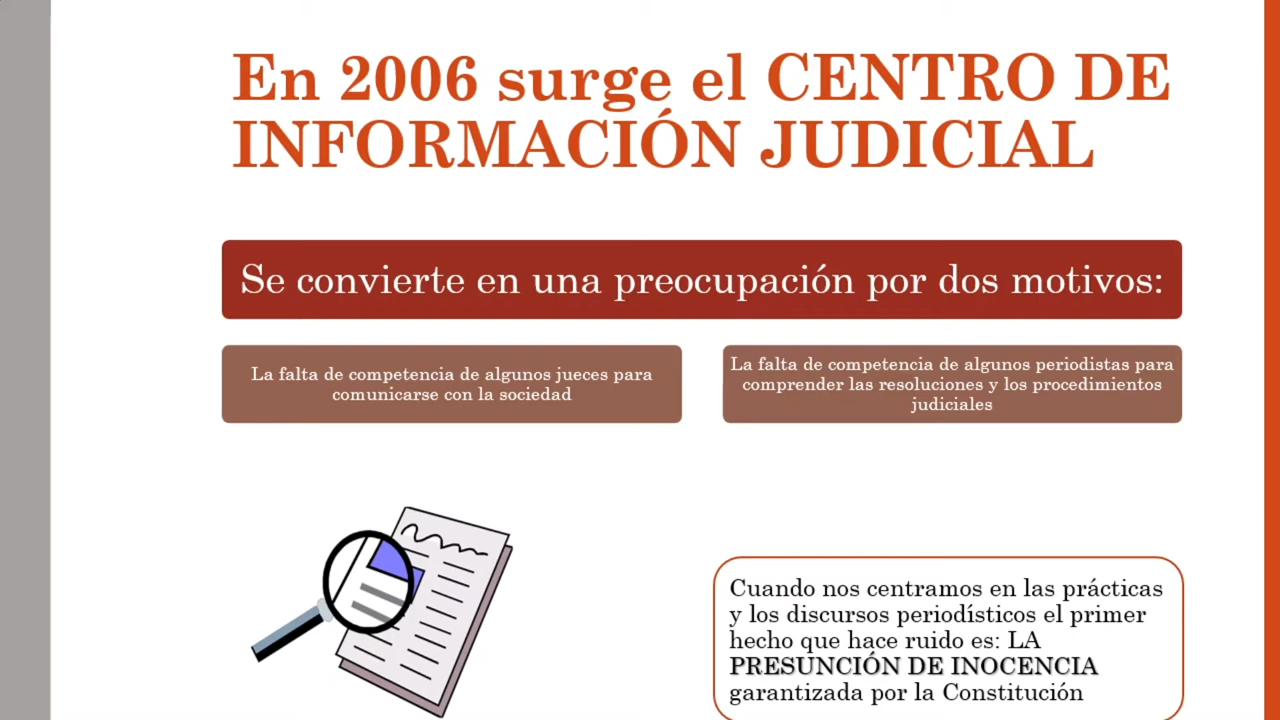 En 2006 surge el CENTRO DE
INFORMACIÓN JUDICIAL
Se convierte en una preocupación por dos motivos:
La falta de competencia de algunos jueces para
comunicarse con la sociedad
La falta de competencia de algunos periodistas para
comprender las resoluciones y los procedimientos
judiciales
Cuando nos centramos en las prácticas
y los discursos periodísticos el primer
hecho que hace ruido es: LA
PRESUNCIÓN DE INOCENCIA
garantizada por la Constitución